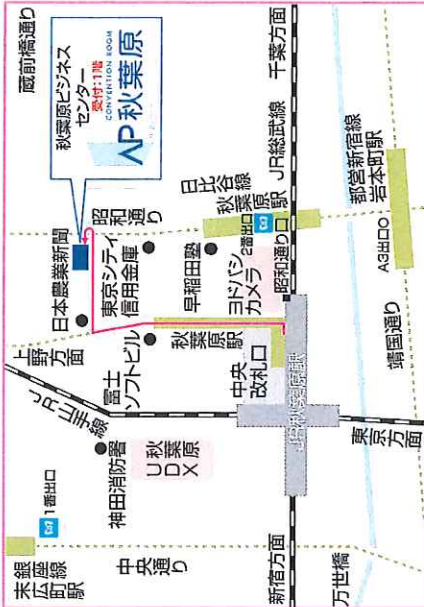 蔵前橋通り
秋葉原ビジネス
センター
受付:1階
CONVENTION ROOM
AP秋葉原
千葉方面
JR総武線
日比谷線
秋葉原駅
2番出口
昭和通り口
昭和通り
都営新宿線
岩本町駅
A3出口
靖国通り
日本農業新聞
東京シティ
信用金庫
早稲田塾
ヨドバシ
カメラ
上野方面
富士
ソフトビル
秋葉原駅
中央
改札口
JR秋葉原駅
JR山手線
東京方面
神田消防署
秋葉原
UDX
1番出口
銀座線
末広町駅
中央通り
新宿方面
万世橋